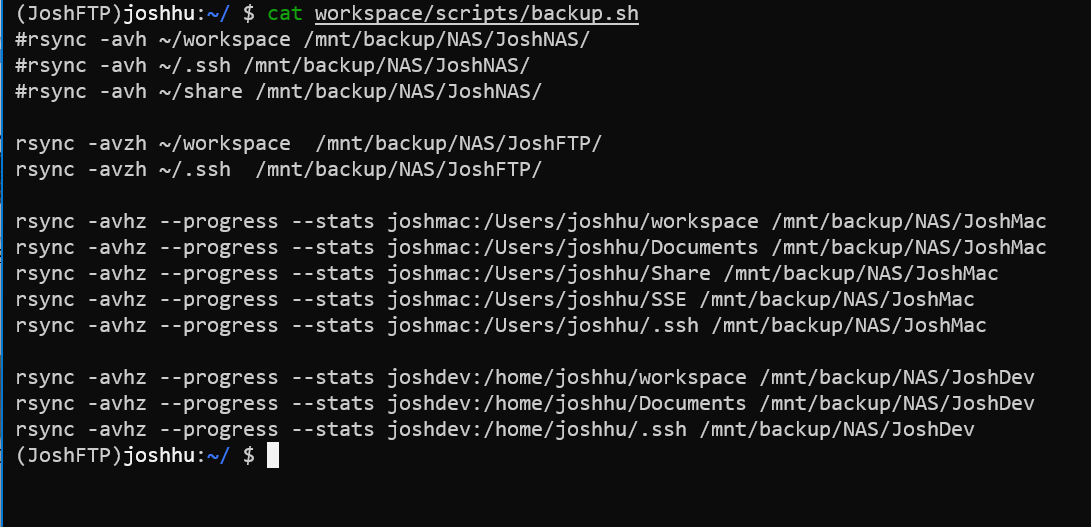 (JoshFTP)joshhu:~/ $ cat workspace/scripts/backup.sh
#rsync -avh ~/workspace /mnt/backup/NAS/JoshNAS/
#rsync -avh ~/.ssh /mnt/backup/NAS/JoshNAS/
#rsync -avh ~/share /mnt/backup/NAS/JoshNAS/

rsync -avzh ~/workspace  /mnt/backup/NAS/JoshFTP/
rsync -avzh ~/.ssh  /mnt/backup/NAS/JoshFTP/

rsync -avhz --progress --stats joshmac:/Users/joshhu/workspace /mnt/backup/NAS/JoshMac
rsync -avhz --progress --stats joshmac:/Users/joshhu/Documents /mnt/backup/NAS/JoshMac
rsync -avhz --progress --stats joshmac:/Users/joshhu/Share /mnt/backup/NAS/JoshMac
rsync -avhz --progress --stats joshmac:/Users/joshhu/SSE /mnt/backup/NAS/JoshMac
rsync -avhz --progress --stats joshmac:/Users/joshhu/.ssh /mnt/backup/NAS/JoshMac

rsync -avhz --progress --stats joshdev:/home/joshhu/workspace /mnt/backup/NAS/JoshDev
rsync -avhz --progress --stats joshdev:/home/joshhu/Documents /mnt/backup/NAS/JoshDev
rsync -avhz --progress --stats joshdev:/home/joshhu/.ssh /mnt/backup/NAS/JoshDev
(JoshFTP)joshhu:~/ $